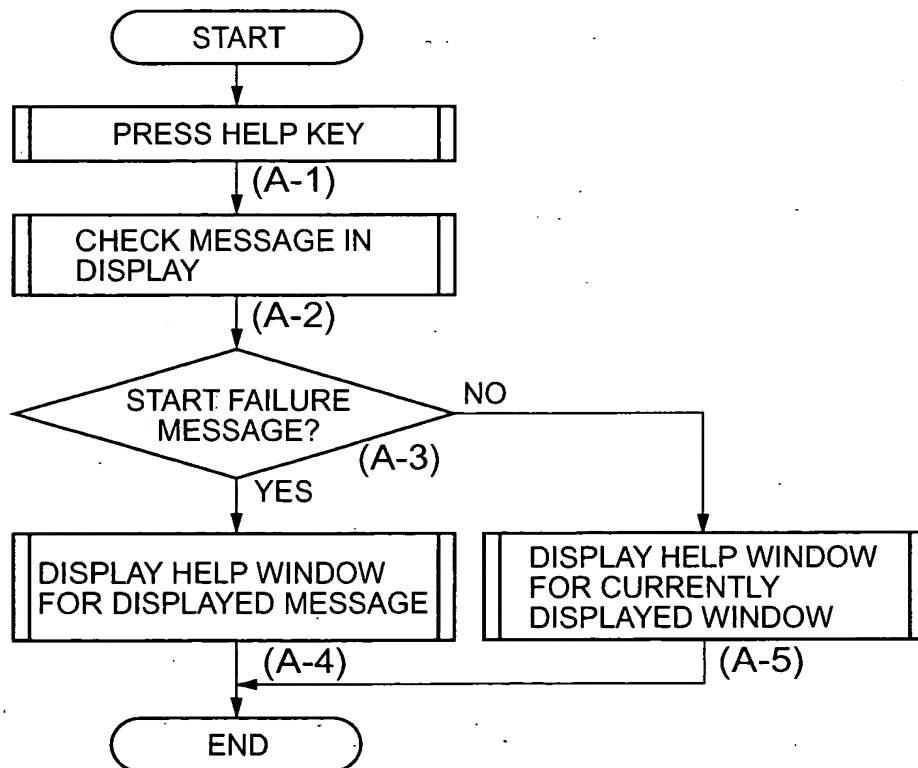 START
PRESS HELP KEY
(A-1)
CHECK MESSAGE IN
DISPLAY
(A-2)
START FAILURE
MESSAGE?
NO
(A-3)
YES
DISPLAY HELP WINDOW
FOR DISPLAYED MESSAGE
(A-4)
DISPLAY HELP WINDOW
FOR CURRENTLY
DISPLAYED WINDOW
(A-5)
END